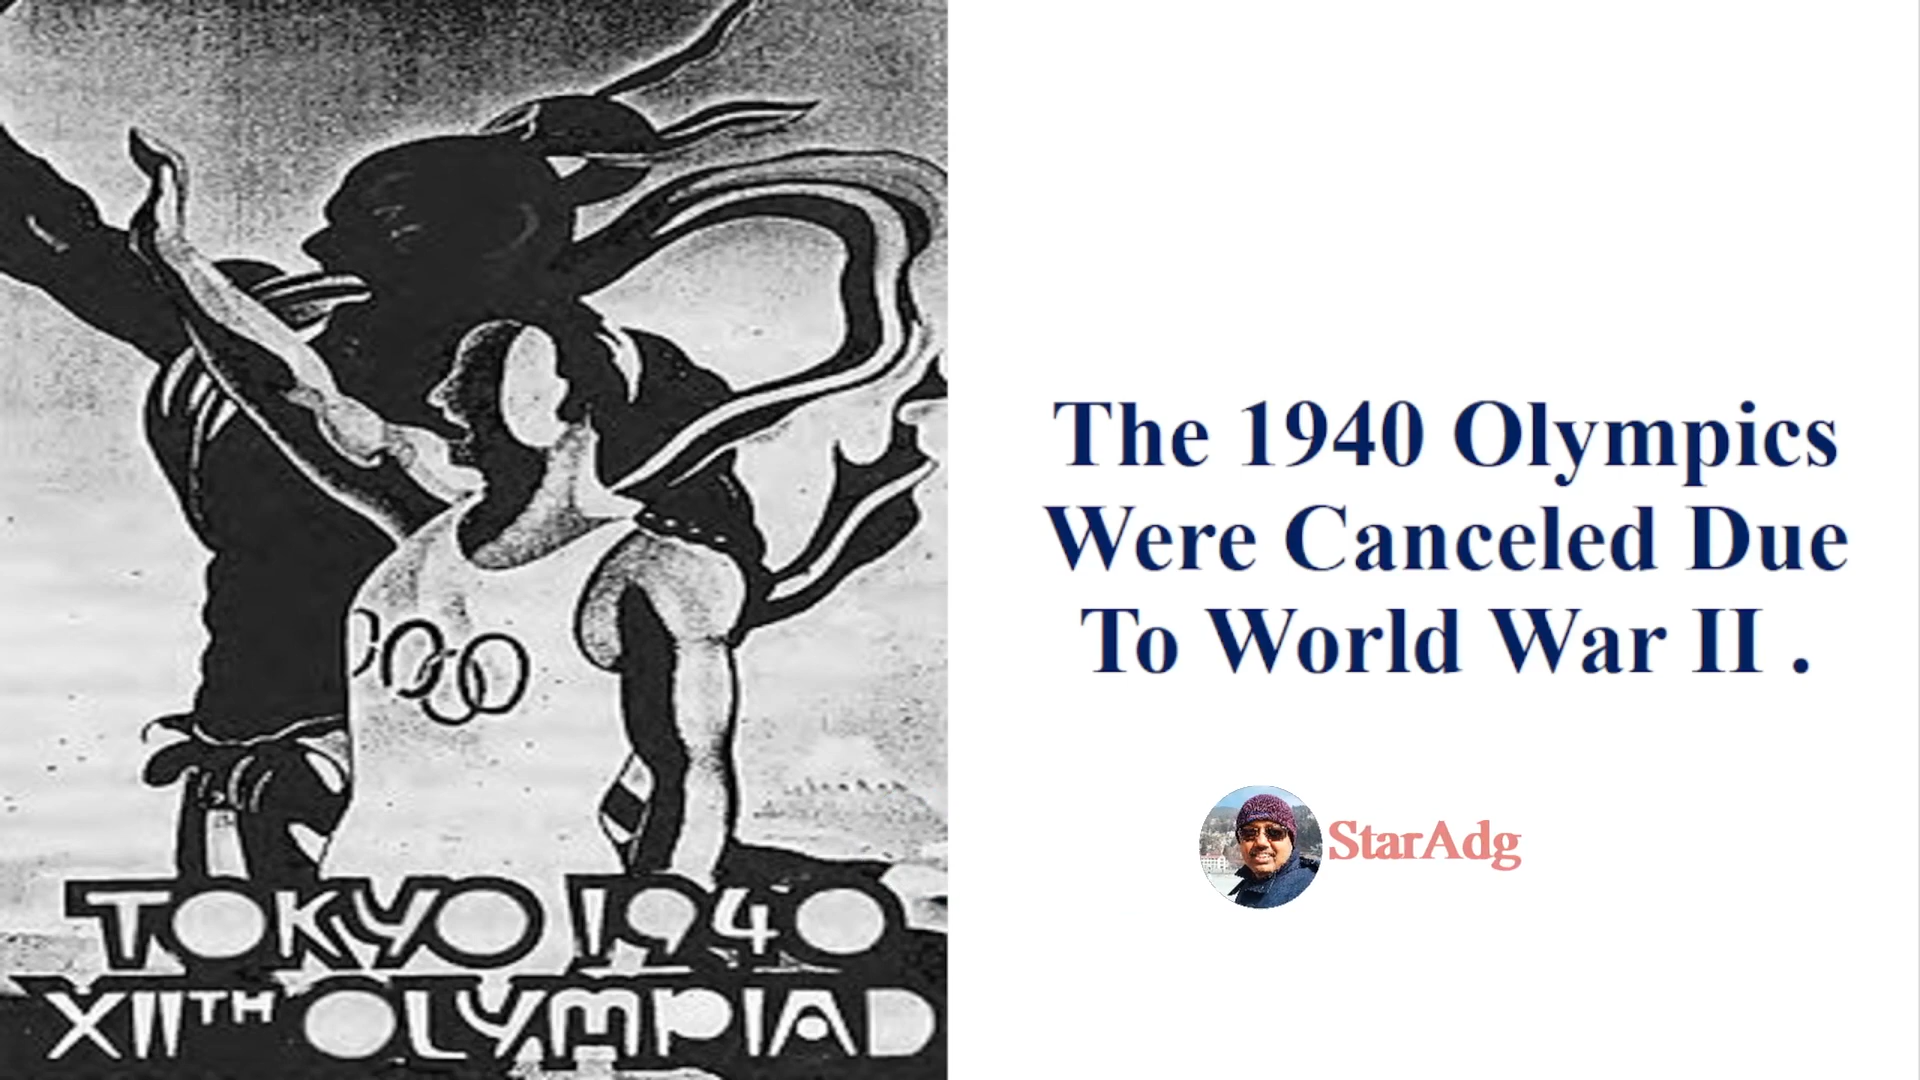 TOKYO 1940
XIITH OLYMPIAD
The 1940 Olympics
Were Canceled Due
To World War II .
StarAdg